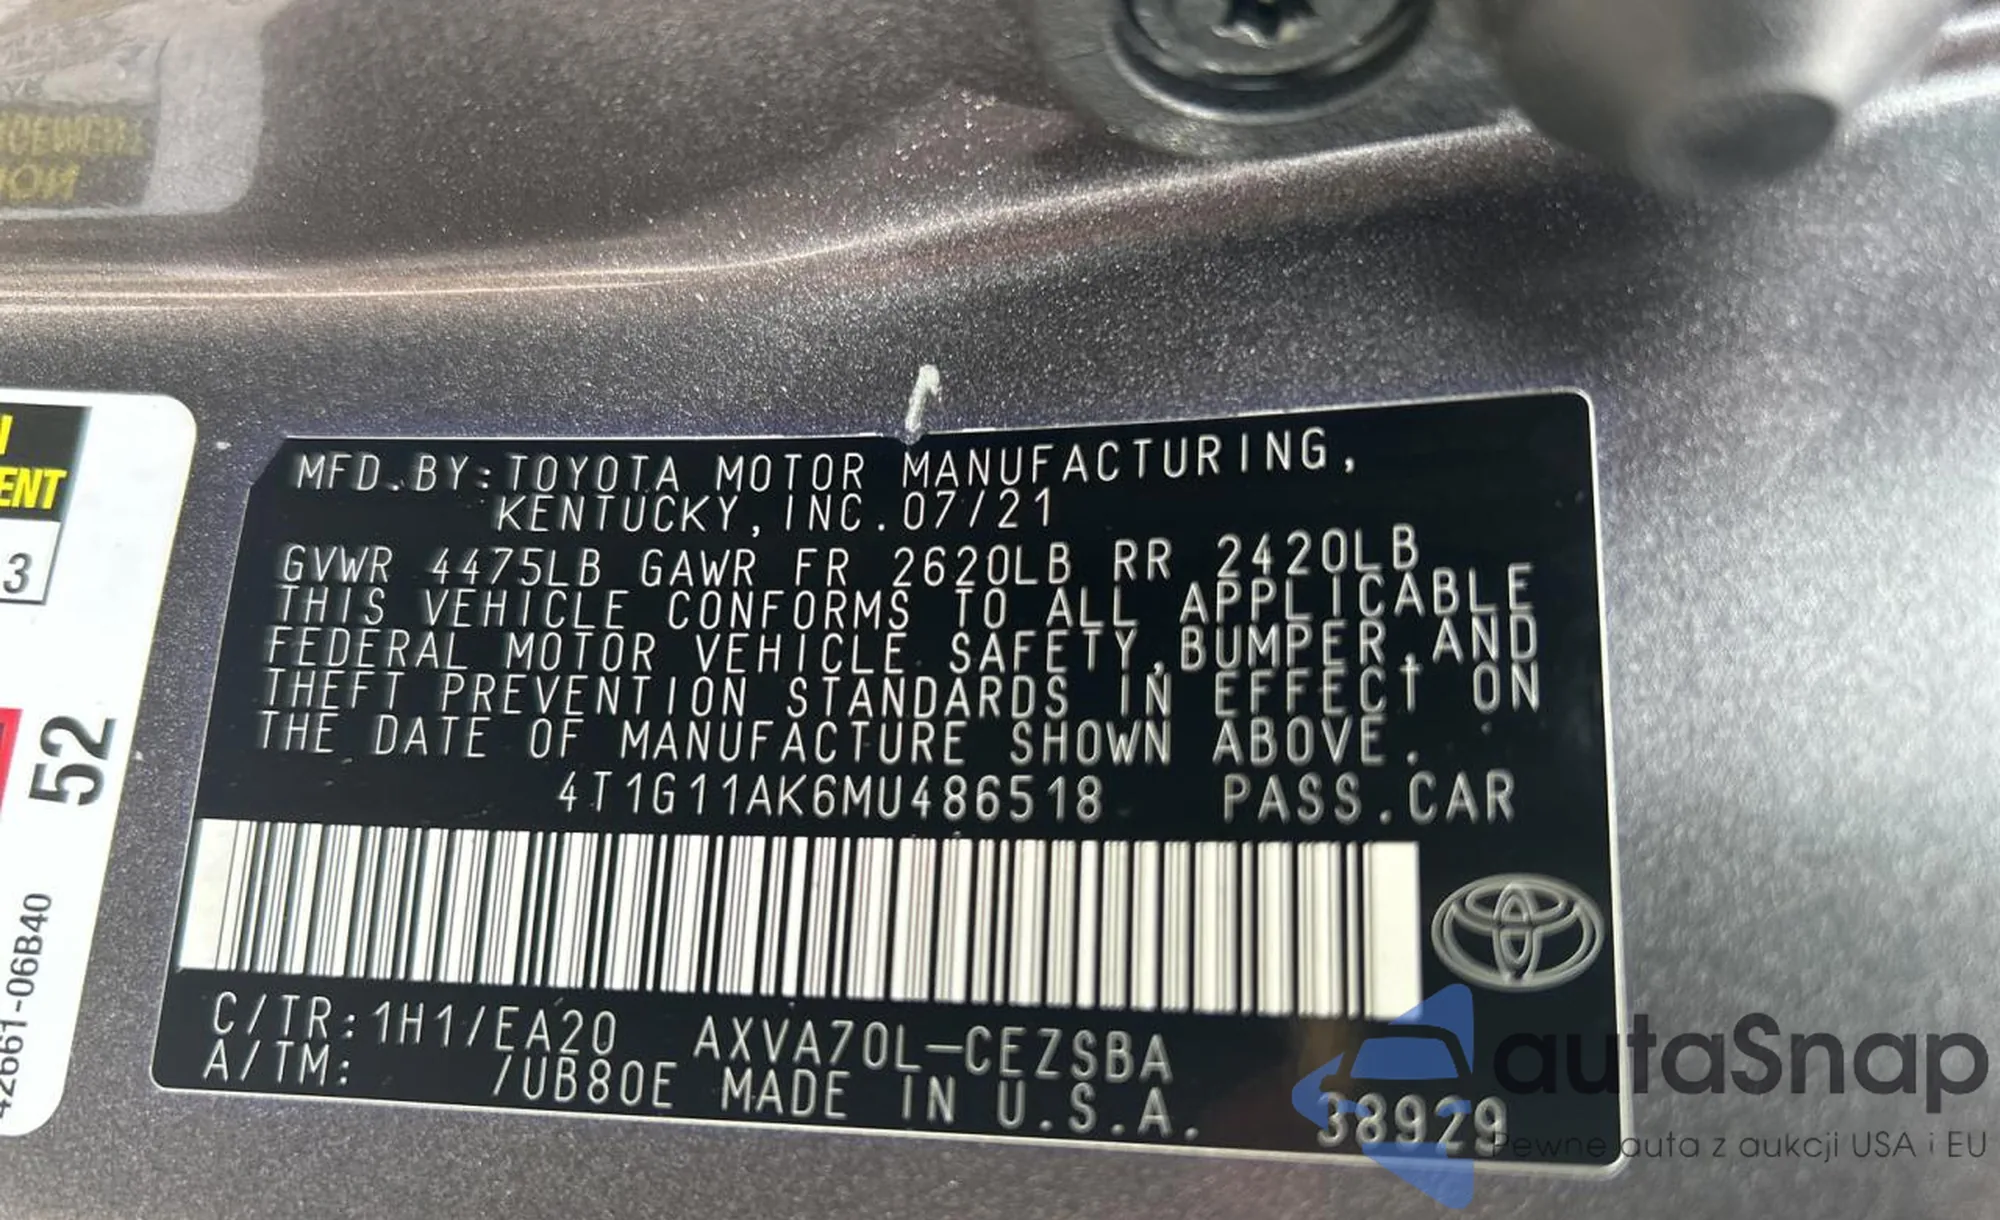 MFD. BY: TOYOTA MOTOR MANUFACTURING,
KENTUCKY, INC. 07/21
GVWR 4475LB GAWR FR 2620LB RR 2420LB
THIS VEHICLE CONFORMS TO ALL APPLICABLE
FEDERAL MOTOR VEHICLE SAFETY, BUMPER, AND
THEFT PREVENTION STANDARDS IN EFFECT ON
THE DATE OF MANUFACTURE SHOWN ABOVE.
4T1G11AK6MU486518 PASS. CAR
C/TR: 1H1/EA20 AXVA70L-CEZSBA
A/TM: /UB80E MADE IN U.S.A. 38929
3
52
42661-06B40
autaSnap
Pewne auta z aukcji USA i EU